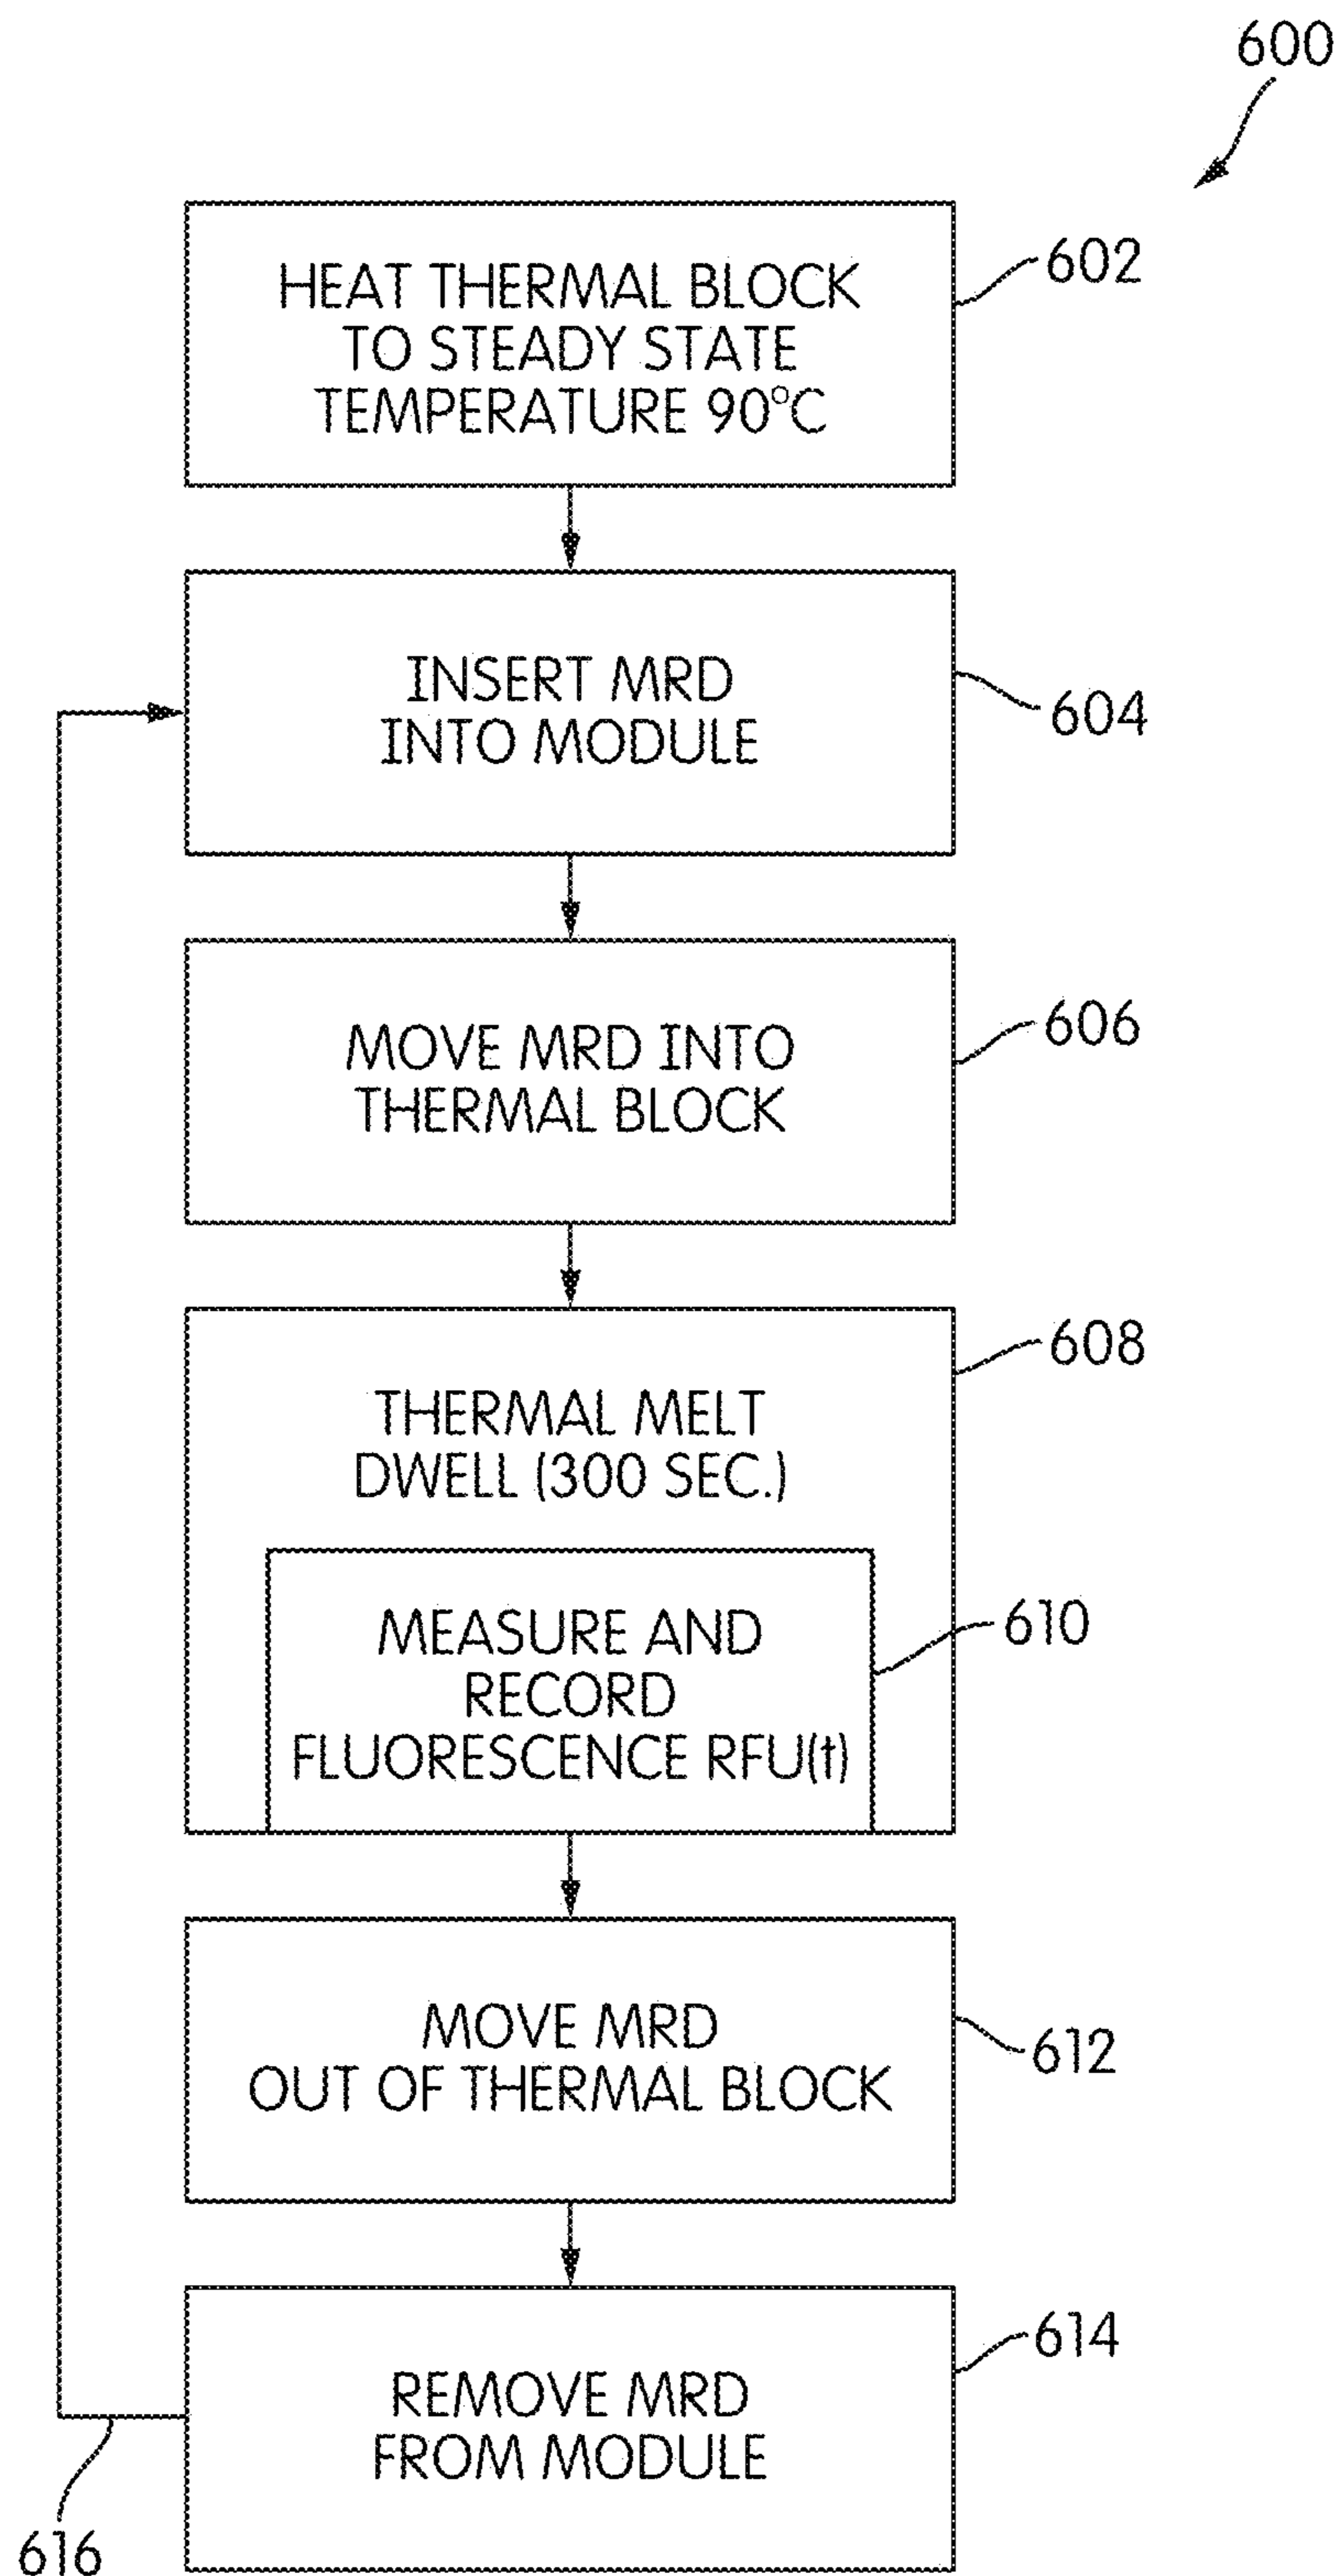 600
HEAT THERMAL BLOCK
TO STEADY STATE
TEMPERATURE 90°C
602
INSERT MRD
INTO MODULE
604
MOVE MRD INTO
THERMAL BLOCK
606
608
THERMAL MELT
DWELL (300 SEC.)
MEASURE AND
RECORD
FLUORESCENCE RFU(t)
610
MOVE MRD
OUT OF THERMAL BLOCK
612
614
REMOVE MRD
FROM MODULE
616